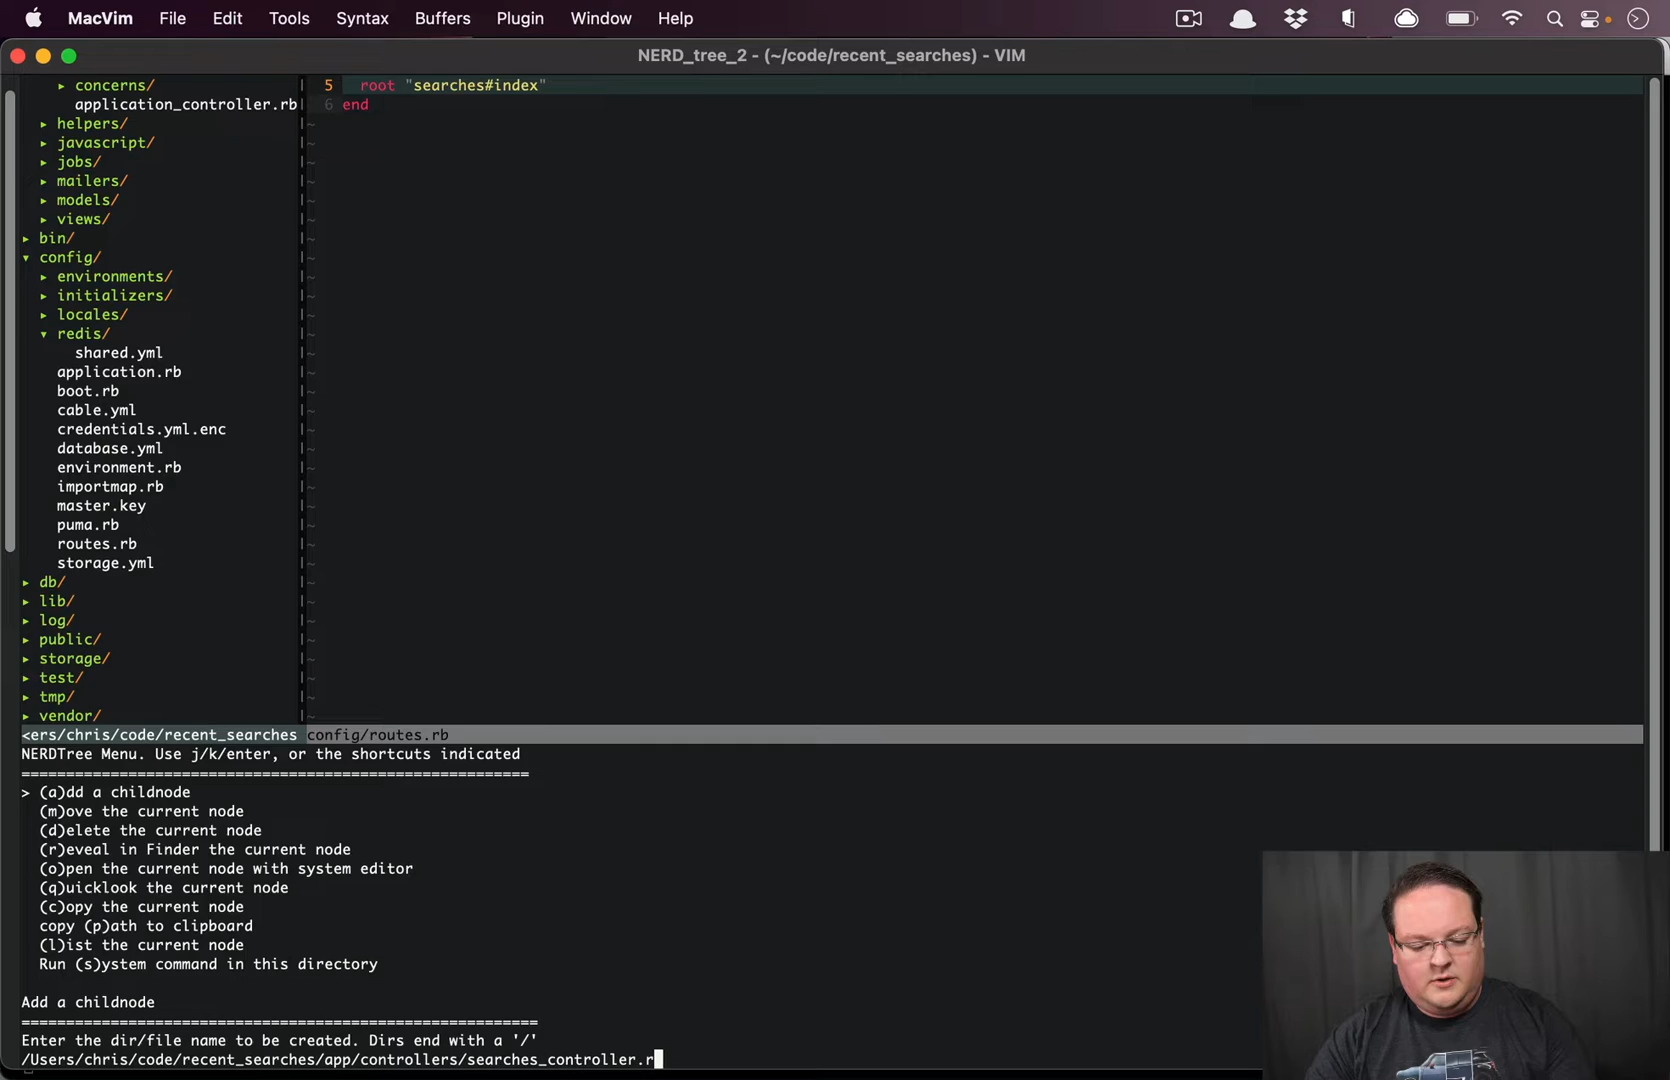 MacVim File Edit Tools Syntax Buffers Plugin Window Help
NERD_tree_2 - (~/code/recent_searches) - VIM
▸ concerns/
application_controller.rb
▸ helpers/
▸ javascript/
▸ jobs/
▸ mailers/
▸ models/
▸ views/
▸ bin/
▾ config/
▸ environments/
▸ initializers/
▸ locales/
▾ redis/
shared.yml
application.rb
boot.rb
cable.yml
credentials.yml.enc
database.yml
environment.rb
importmap.rb
master.key
puma.rb
routes.rb
storage.yml
▸ db/
▸ lib/
▸ log/
▸ public/
▸ storage/
▸ test/
▸ tmp/
▸ vendor/
5 root "searches#index"
6 end
<ers/chris/code/recent_searches config/routes.rb
NERDTree Menu. Use j/k/enter, or the shortcuts indicated
=========================================================
> (a)dd a childnode
(m)ove the current node
(d)elete the current node
(r)eveal in Finder the current node
(o)pen the current node with system editor
(q)uicklook the current node
(c)opy the current node
copy (p)ath to clipboard
(l)ist the current node
Run (s)ystem command in this directory
Add a childnode
==========================================================
Enter the dir/file name to be created. Dirs end with a '/'
/Users/chris/code/recent_searches/app/controllers/searches_controller.r